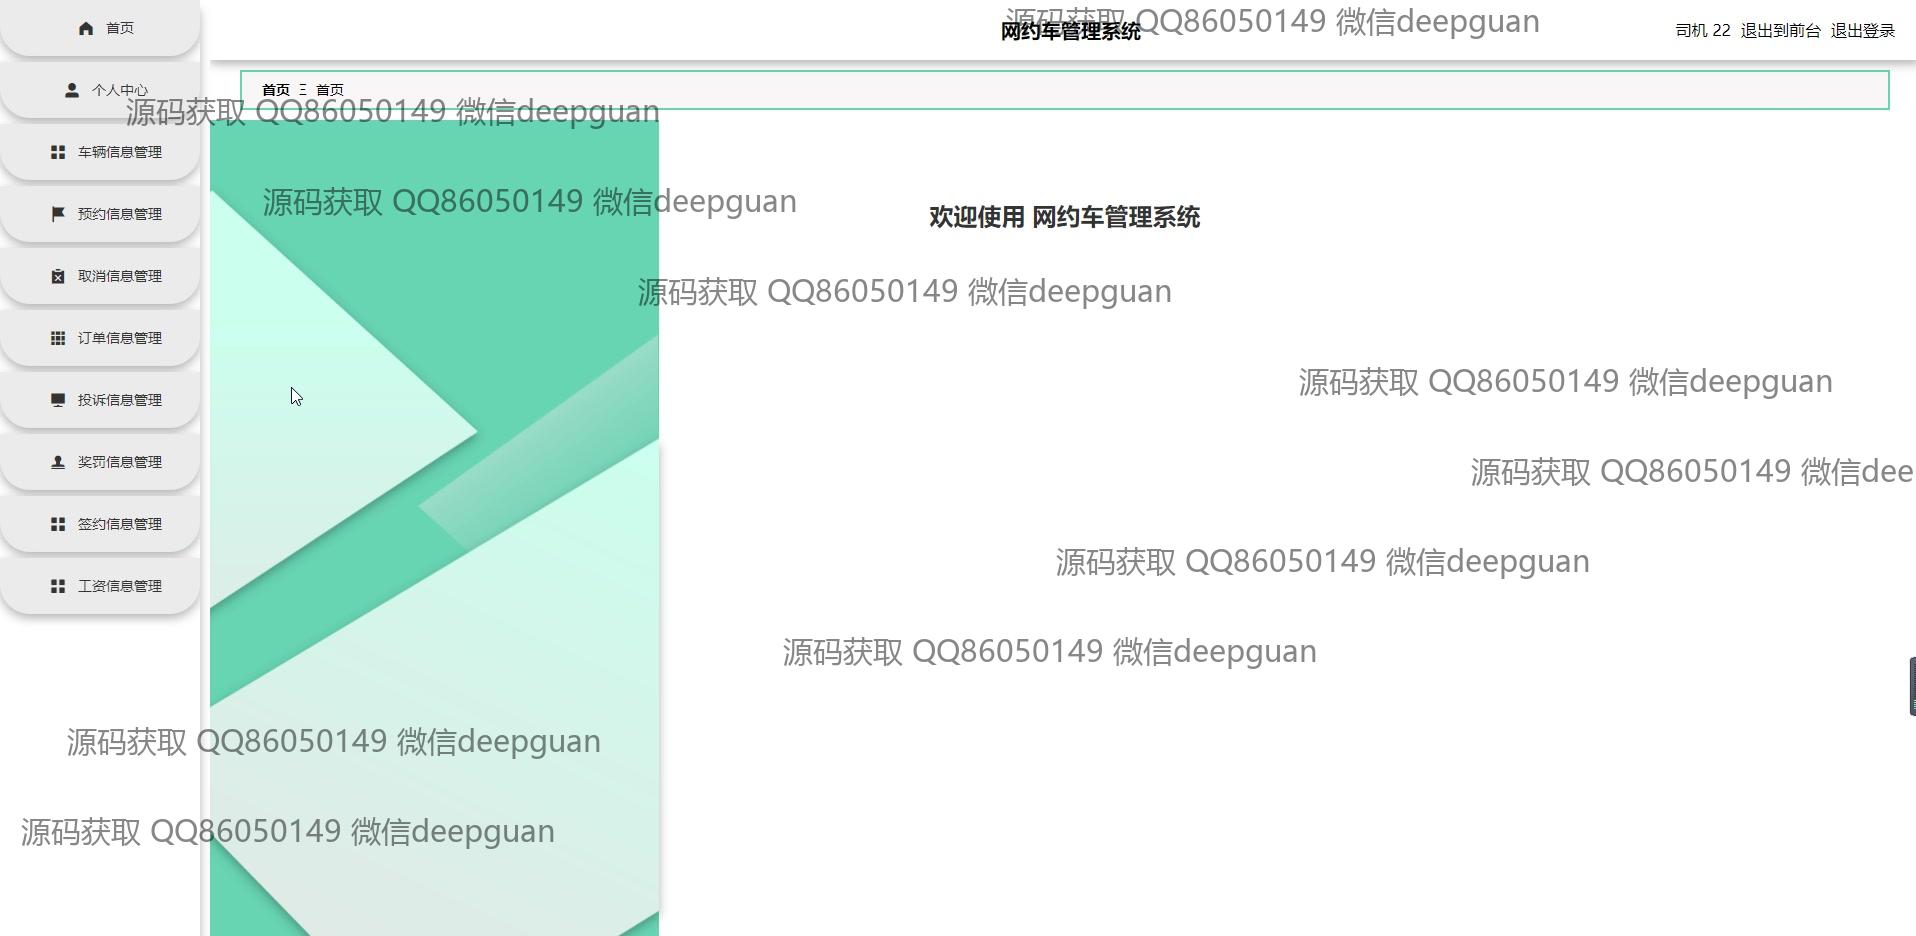 首页
个人中心
车辆信息管理
预约信息管理
取消信息管理
订单信息管理
投诉信息管理
奖罚信息管理
签约信息管理
工资信息管理
网约车管理系统
司机 22 退出到前台 退出登录
首页 Ξ 首页
欢迎使用 网约车管理系统
源码获取 QQ86050149 微信deepguan
源码获取 QQ86050149 微信deepguan
源码获取 QQ86050149 微信deepguan
源码获取 QQ86050149 微信deepguan
源码获取 QQ86050149 微信deepguan
源码获取 QQ86050149 微信dee
源码获取 QQ86050149 微信deepguan
源码获取 QQ86050149 微信deepguan
源码获取 QQ86050149 微信deepguan
源码获取 QQ86050149 微信deepguan